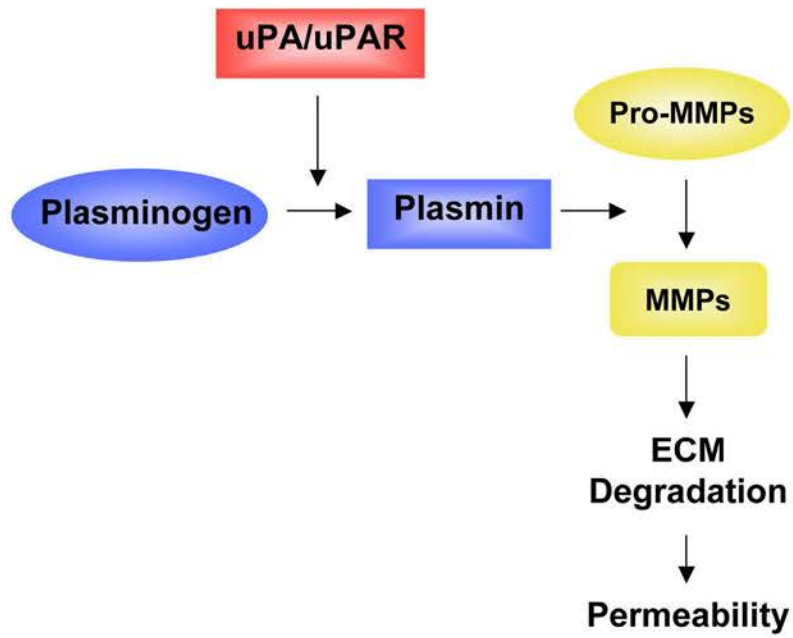 uPA/uPAR
Pro-MMPs
Plasminogen
Plasmin
MMPs
ECM
Degradation
Permeability